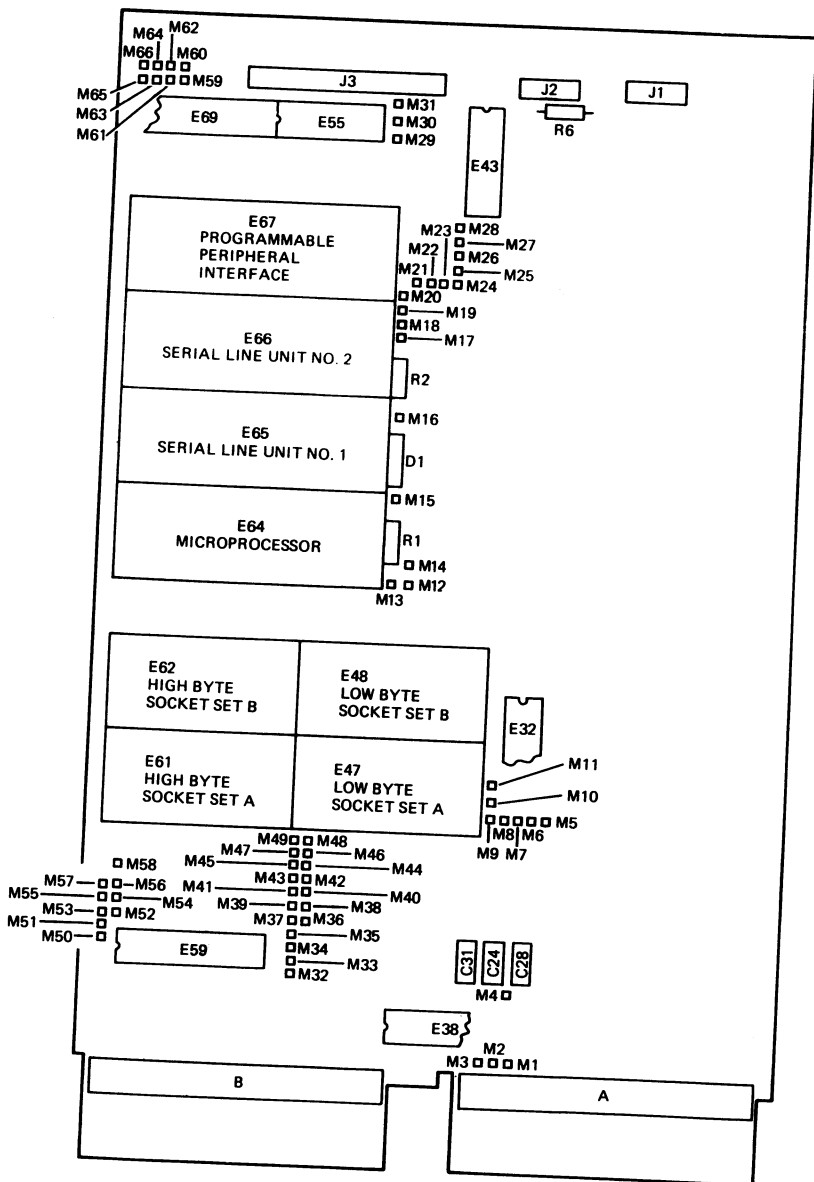 M62
M64
M66 M60
M59
M65
M63
M61
J3
J2
J1
R6
M31
M30
M29
E69
E55
E43
E67
PROGRAMMABLE
PERIPHERAL
INTERFACE
M23
M28
M22
M27
M26
M21
M25
M24
M20
M19
M18
M17
E66
SERIAL LINE UNIT NO. 2
R2
M16
E65
SERIAL LINE UNIT NO. 1
D1
M15
E64
MICROPROCESSOR
R1
M14
M12
M13
E62
HIGH BYTE
SOCKET SET B
E48
LOW BYTE
SOCKET SET B
E32
E61
HIGH BYTE
SOCKET SET A
E47
LOW BYTE
SOCKET SET A
M11
M10
M5
M8 M6
M9 M7
M49 M48
M47 M46
M45 M44
M43 M42
M41 M40
M39 M38
M37 M36
M35
M34
M33
M32
M58
M57 M56
M55 M54
M53 M52
M51
M50
E59
C31
C24
C28
M4
E38
M2
M3 M1
B
A